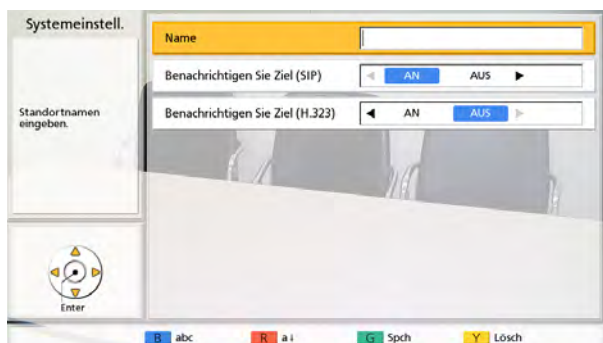 Systemeinstell.
Standortnamen
eingeben.
Enter
Name
Benachrichtigen Sie Ziel (SIP) AN AUS
Benachrichtigen Sie Ziel (H.323) AN AUS
B abc R a↓ G Spch Y Lösch